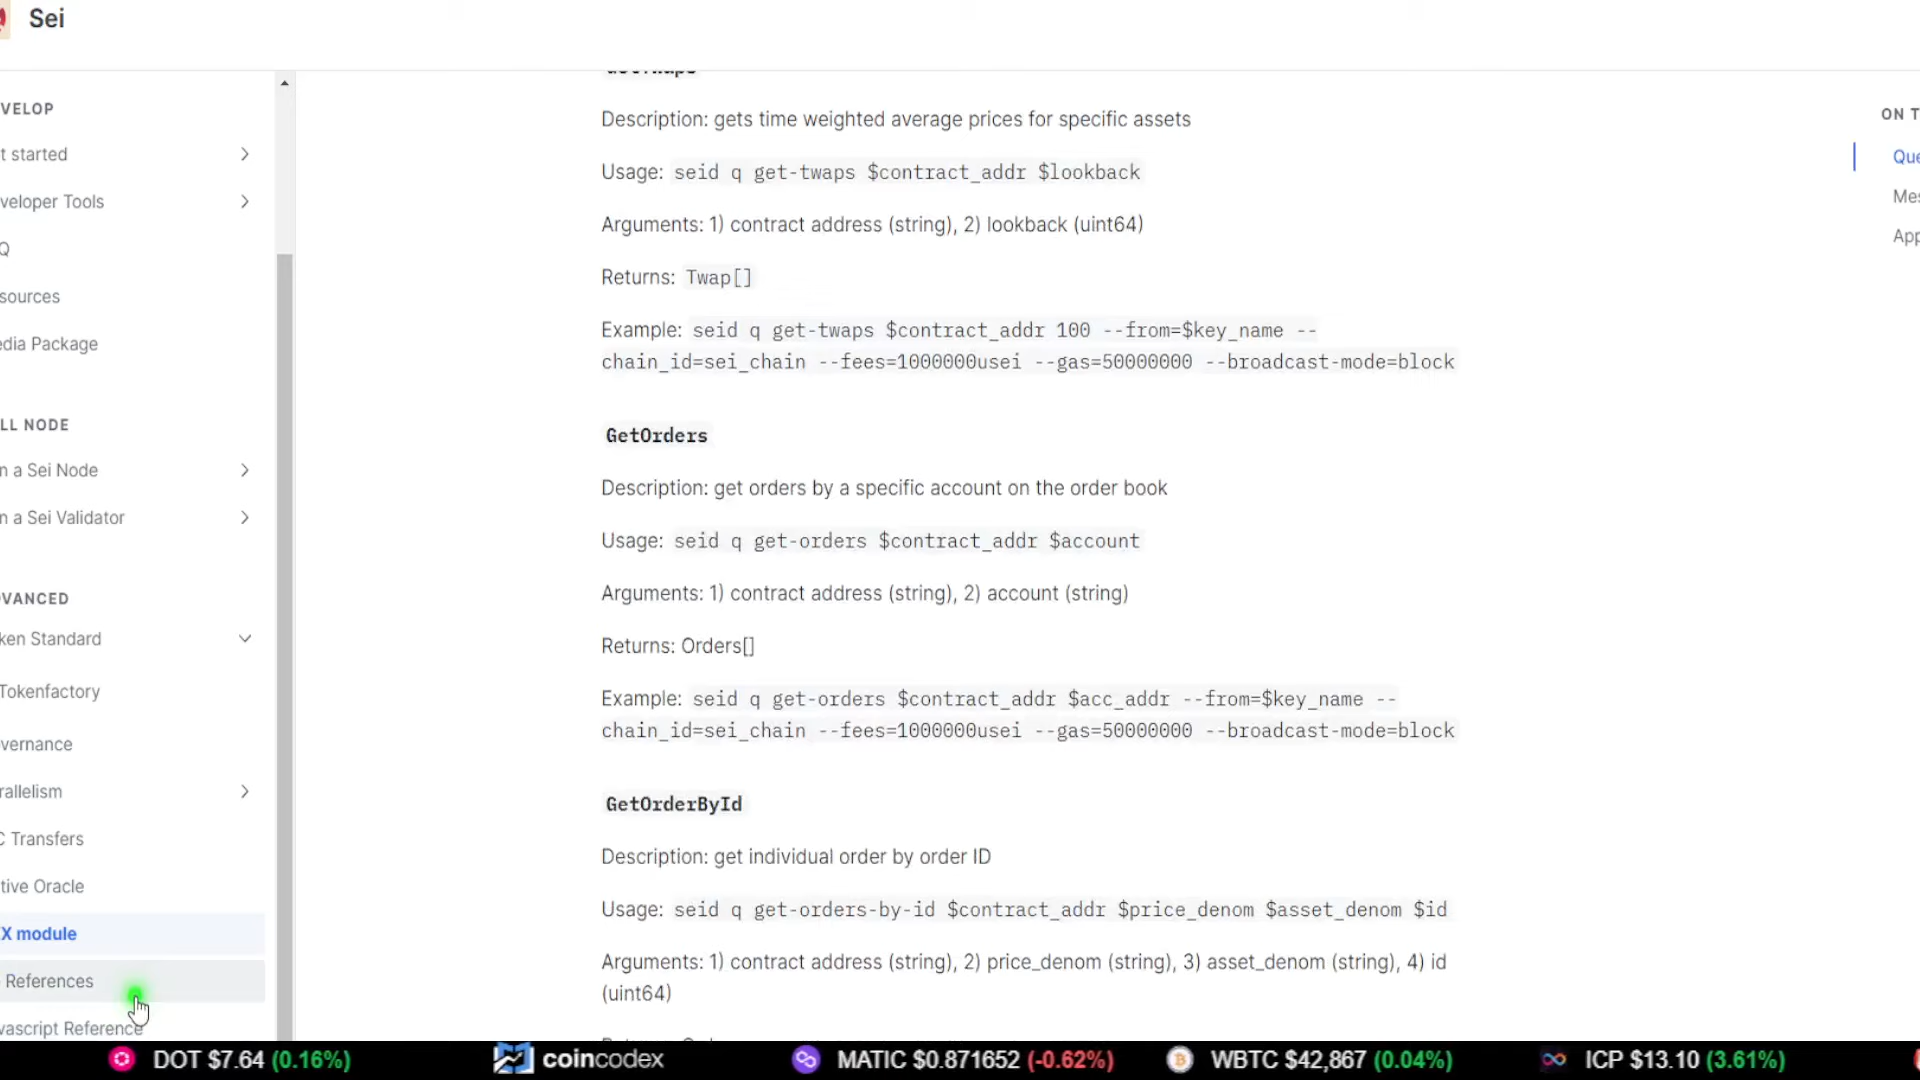 Sei
VELOP
t started
veloper Tools
Q
sources
edia Package
LL NODE
n a Sei Node
n a Sei Validator
VANCED
ken Standard
Tokenfactory
vernance
rallelism
C Transfers
tive Oracle
X module
References
vascript Reference
Description: gets time weighted average prices for specific assets
Usage: seid q get-twaps $contract_addr $lookback
Arguments: 1) contract address (string), 2) lookback (uint64)
Returns: Twap[]
Example: seid q get-twaps $contract_addr 100 --from=$key_name --
chain_id=sei_chain --fees=1000000usei --gas=50000000 --broadcast-mode=block
GetOrders
Description: get orders by a specific account on the order book
Usage: seid q get-orders $contract_addr $account
Arguments: 1) contract address (string), 2) account (string)
Returns: Orders[]
Example: seid q get-orders $contract_addr $acc_addr --from=$key_name --
chain_id=sei_chain --fees=1000000usei --gas=50000000 --broadcast-mode=block
GetOrderById
Description: get individual order by order ID
Usage: seid q get-orders-by-id $contract_addr $price_denom $asset_denom $id
Arguments: 1) contract address (string), 2) price_denom (string), 3) asset_denom (string), 4) id
(uint64)
ON T
Que
Mes
App
DOT $7.64 (0.16%) coincodex MATIC $0.871652 (-0.62%) WBTC $42,867 (0.04%) ICP $13.10 (3.61%)